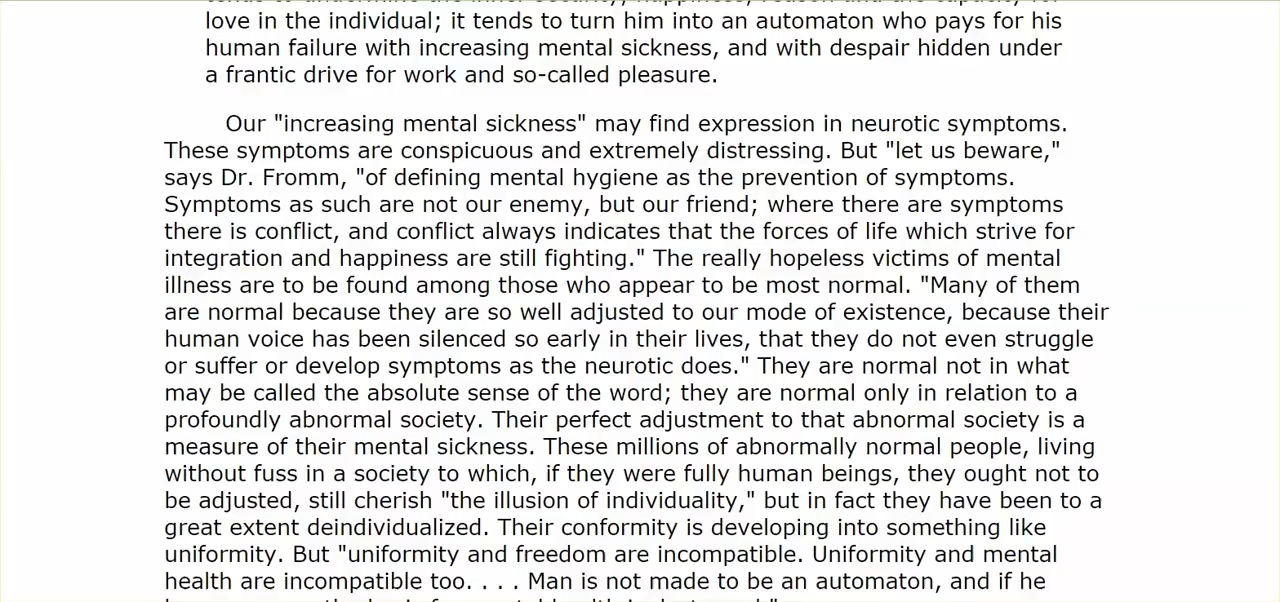 love in the individual; it tends to turn him into an automaton who pays for his
human failure with increasing mental sickness, and with despair hidden under
a frantic drive for work and so-called pleasure.
Our "increasing mental sickness" may find expression in neurotic symptoms.
These symptoms are conspicuous and extremely distressing. But "let us beware,"
says Dr. Fromm, "of defining mental hygiene as the prevention of symptoms.
Symptoms as such are not our enemy, but our friend; where there are symptoms
there is conflict, and conflict always indicates that the forces of life which strive for
integration and happiness are still fighting." The really hopeless victims of mental
illness are to be found among those who appear to be most normal. "Many of them
are normal because they are so well adjusted to our mode of existence, because their
human voice has been silenced so early in their lives, that they do not even struggle
or suffer or develop symptoms as the neurotic does." They are normal not in what
may be called the absolute sense of the word; they are normal only in relation to a
profoundly abnormal society. Their perfect adjustment to that abnormal society is a
measure of their mental sickness. These millions of abnormally normal people, living
without fuss in a society to which, if they were fully human beings, they ought not to
be adjusted, still cherish "the illusion of individuality," but in fact they have been to a
great extent deindividualized. Their conformity is developing into something like
uniformity. But "uniformity and freedom are incompatible. Uniformity and mental
health are incompatible too. . . . Man is not made to be an automaton, and if he